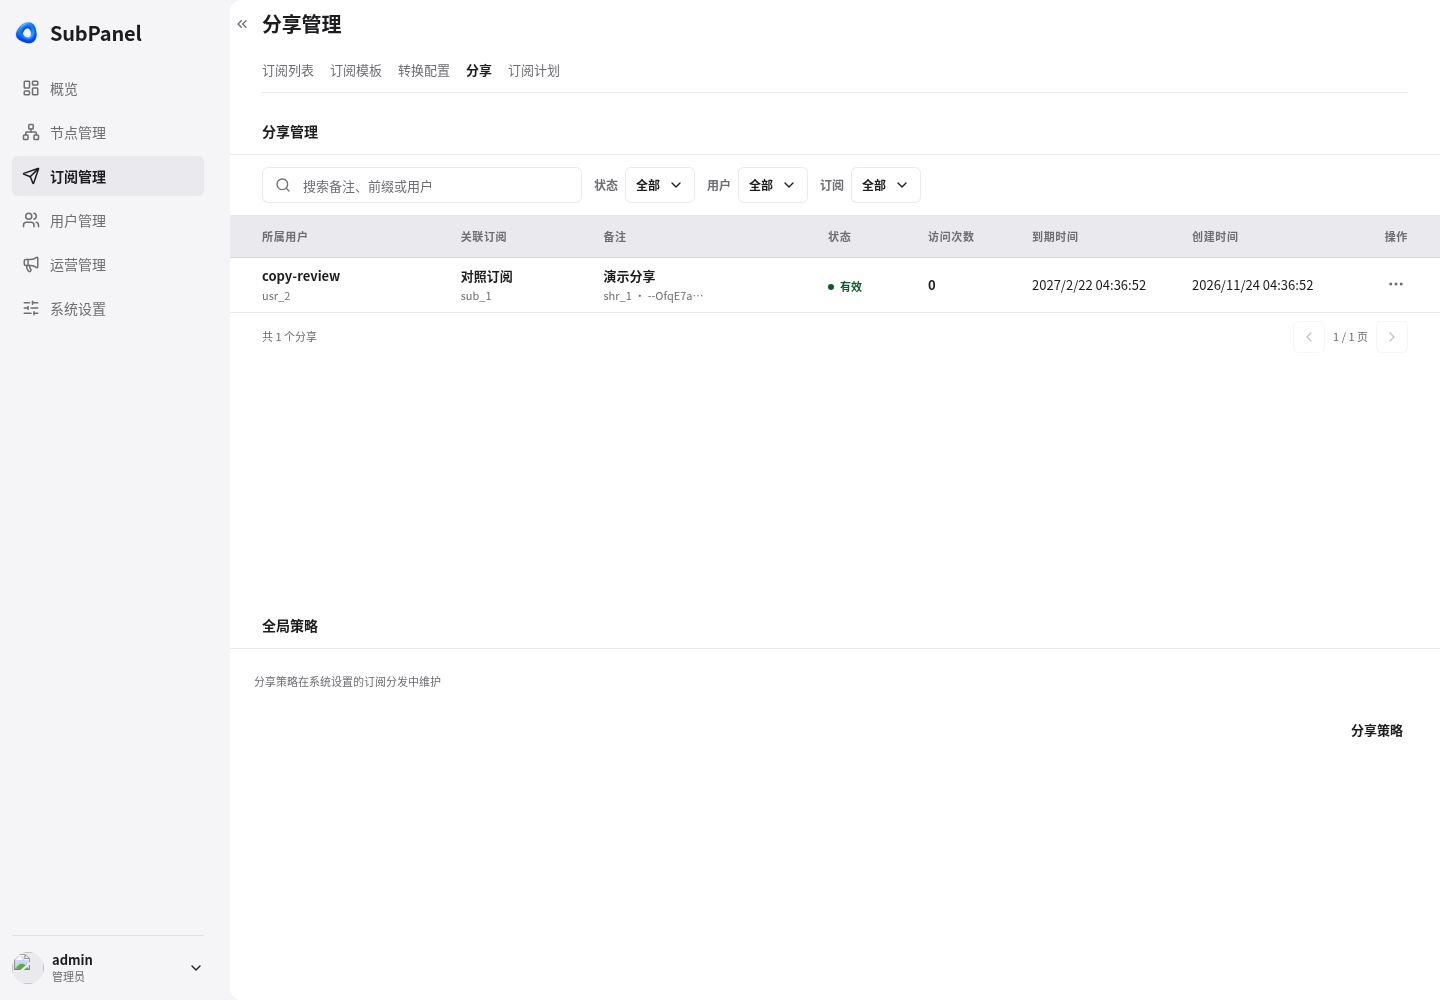 SubPanel
概览
节点管理
订阅管理
用户管理
运营管理
系统设置
admin
管理员
分享管理
订阅列表 订阅模板 转换配置 分享 订阅计划
分享管理
搜索备注、前缀或用户 状态 全部 用户 全部 订阅 全部
所属用户 关联订阅 备注 状态 访问次数 到期时间 创建时间 操作
copy-review 对照订阅 演示分享 有效 0 2027/2/22 04:36:52 2026/11/24 04:36:52
usr_2 sub_1 shr_1 · --OfqE7a…
共 1 个分享 1 / 1 页
全局策略
分享策略在系统设置的订阅分发中维护
分享策略